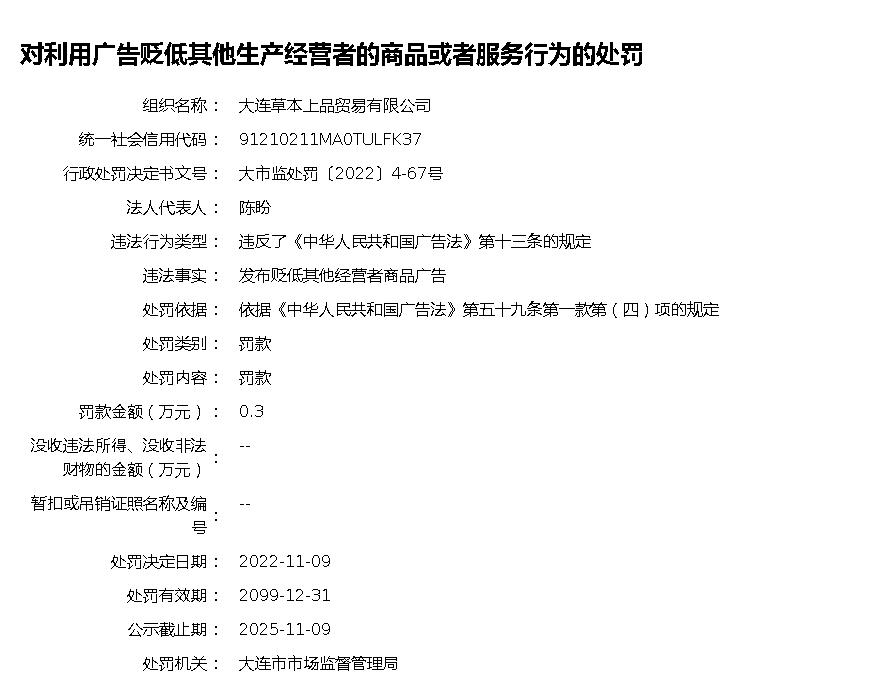 对利用广告贬低其他生产经营者的商品或者服务行为的处罚
组织名称： 大连草本上品贸易有限公司
统一社会信用代码： 91210211MA0TULFK37
行政处罚决定书文号： 大市监处罚〔2022〕4-67号
法人代表人： 陈盼
违法行为类型： 违反了《中华人民共和国广告法》第十三条的规定
违法事实： 发布贬低其他经营者商品广告
处罚依据： 依据《中华人民共和国广告法》第五十九条第一款第（四）项的规定
处罚类别： 罚款
处罚内容： 罚款
罚款金额（万元）： 0.3
没收违法所得、没收非法
财物的金额（万元）： --
暂扣或吊销证照名称及编
号： --
处罚决定日期： 2022-11-09
处罚有效期： 2099-12-31
公示截止期： 2025-11-09
处罚机关： 大连市市场监督管理局